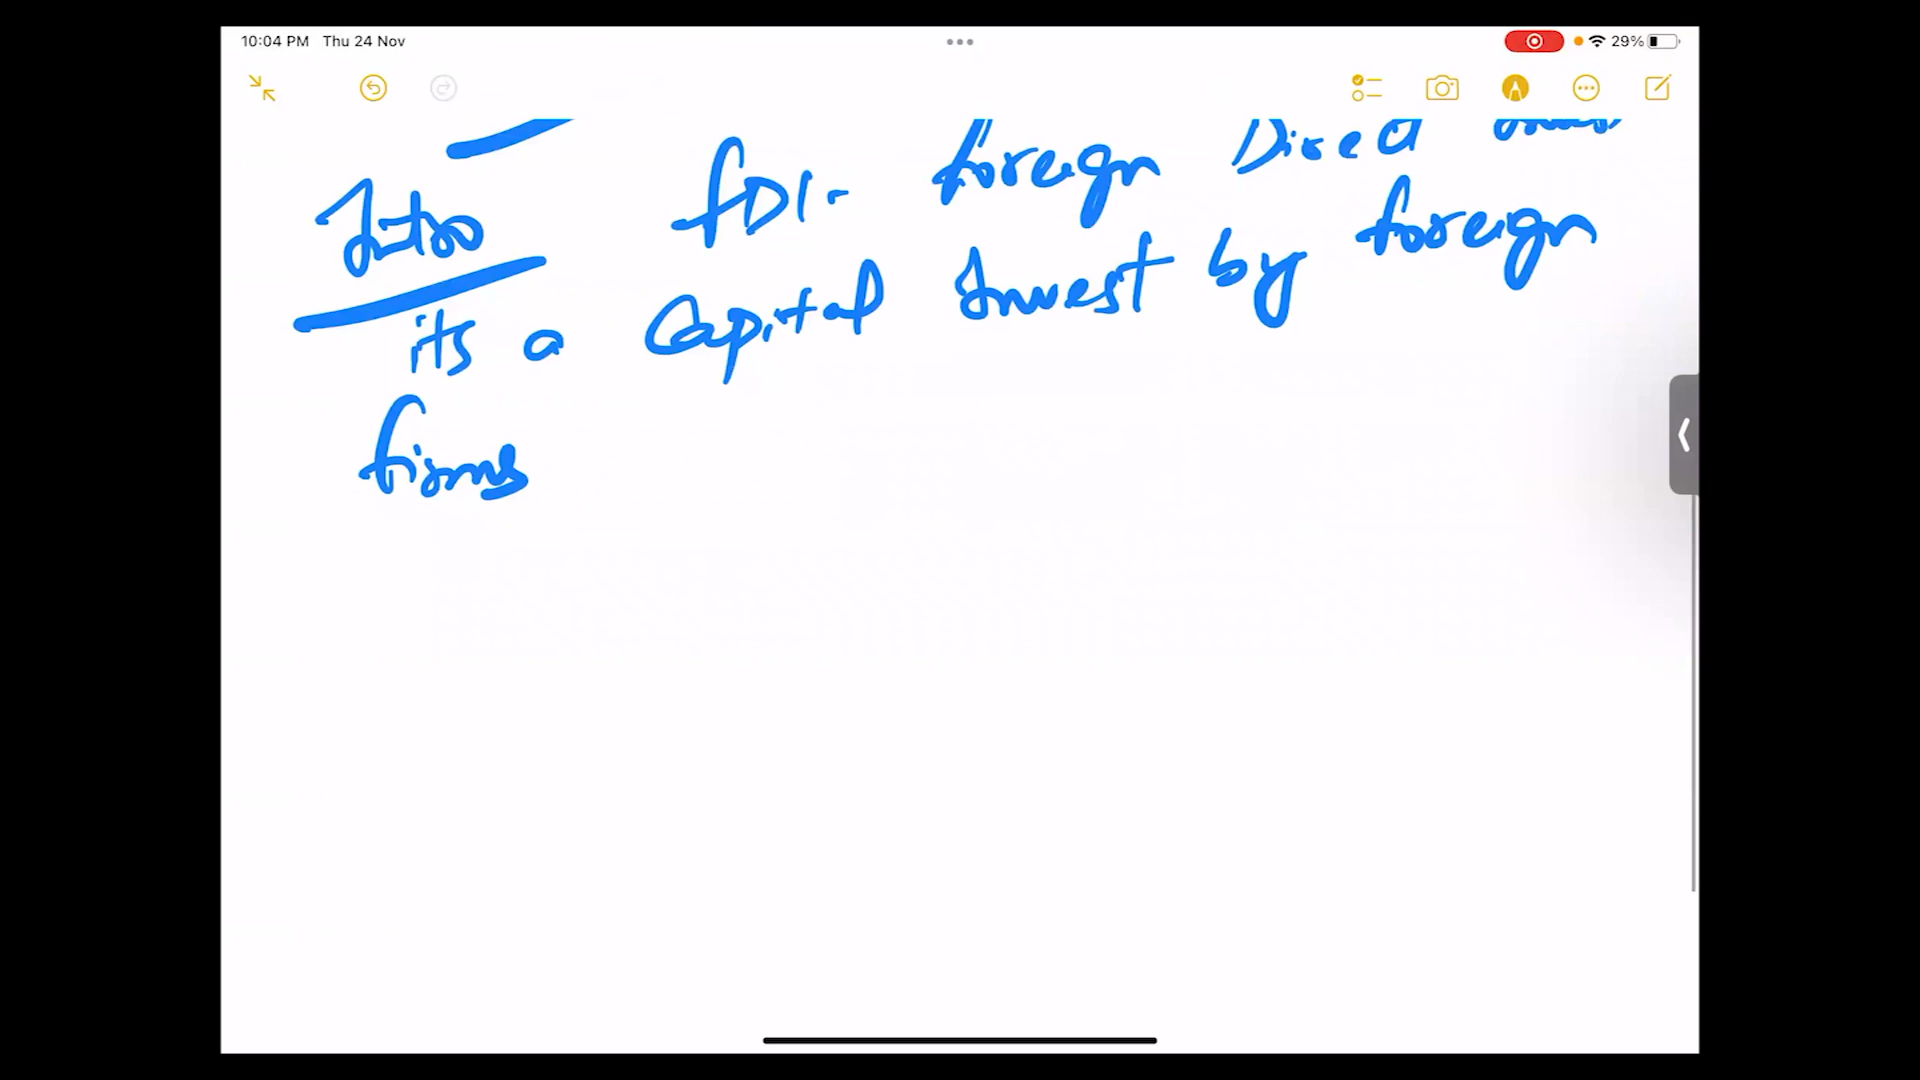 10:04 PM Thu 24 Nov
29%
Intro FDI- foreign Direct
its a Capital Invest by foreign
firms